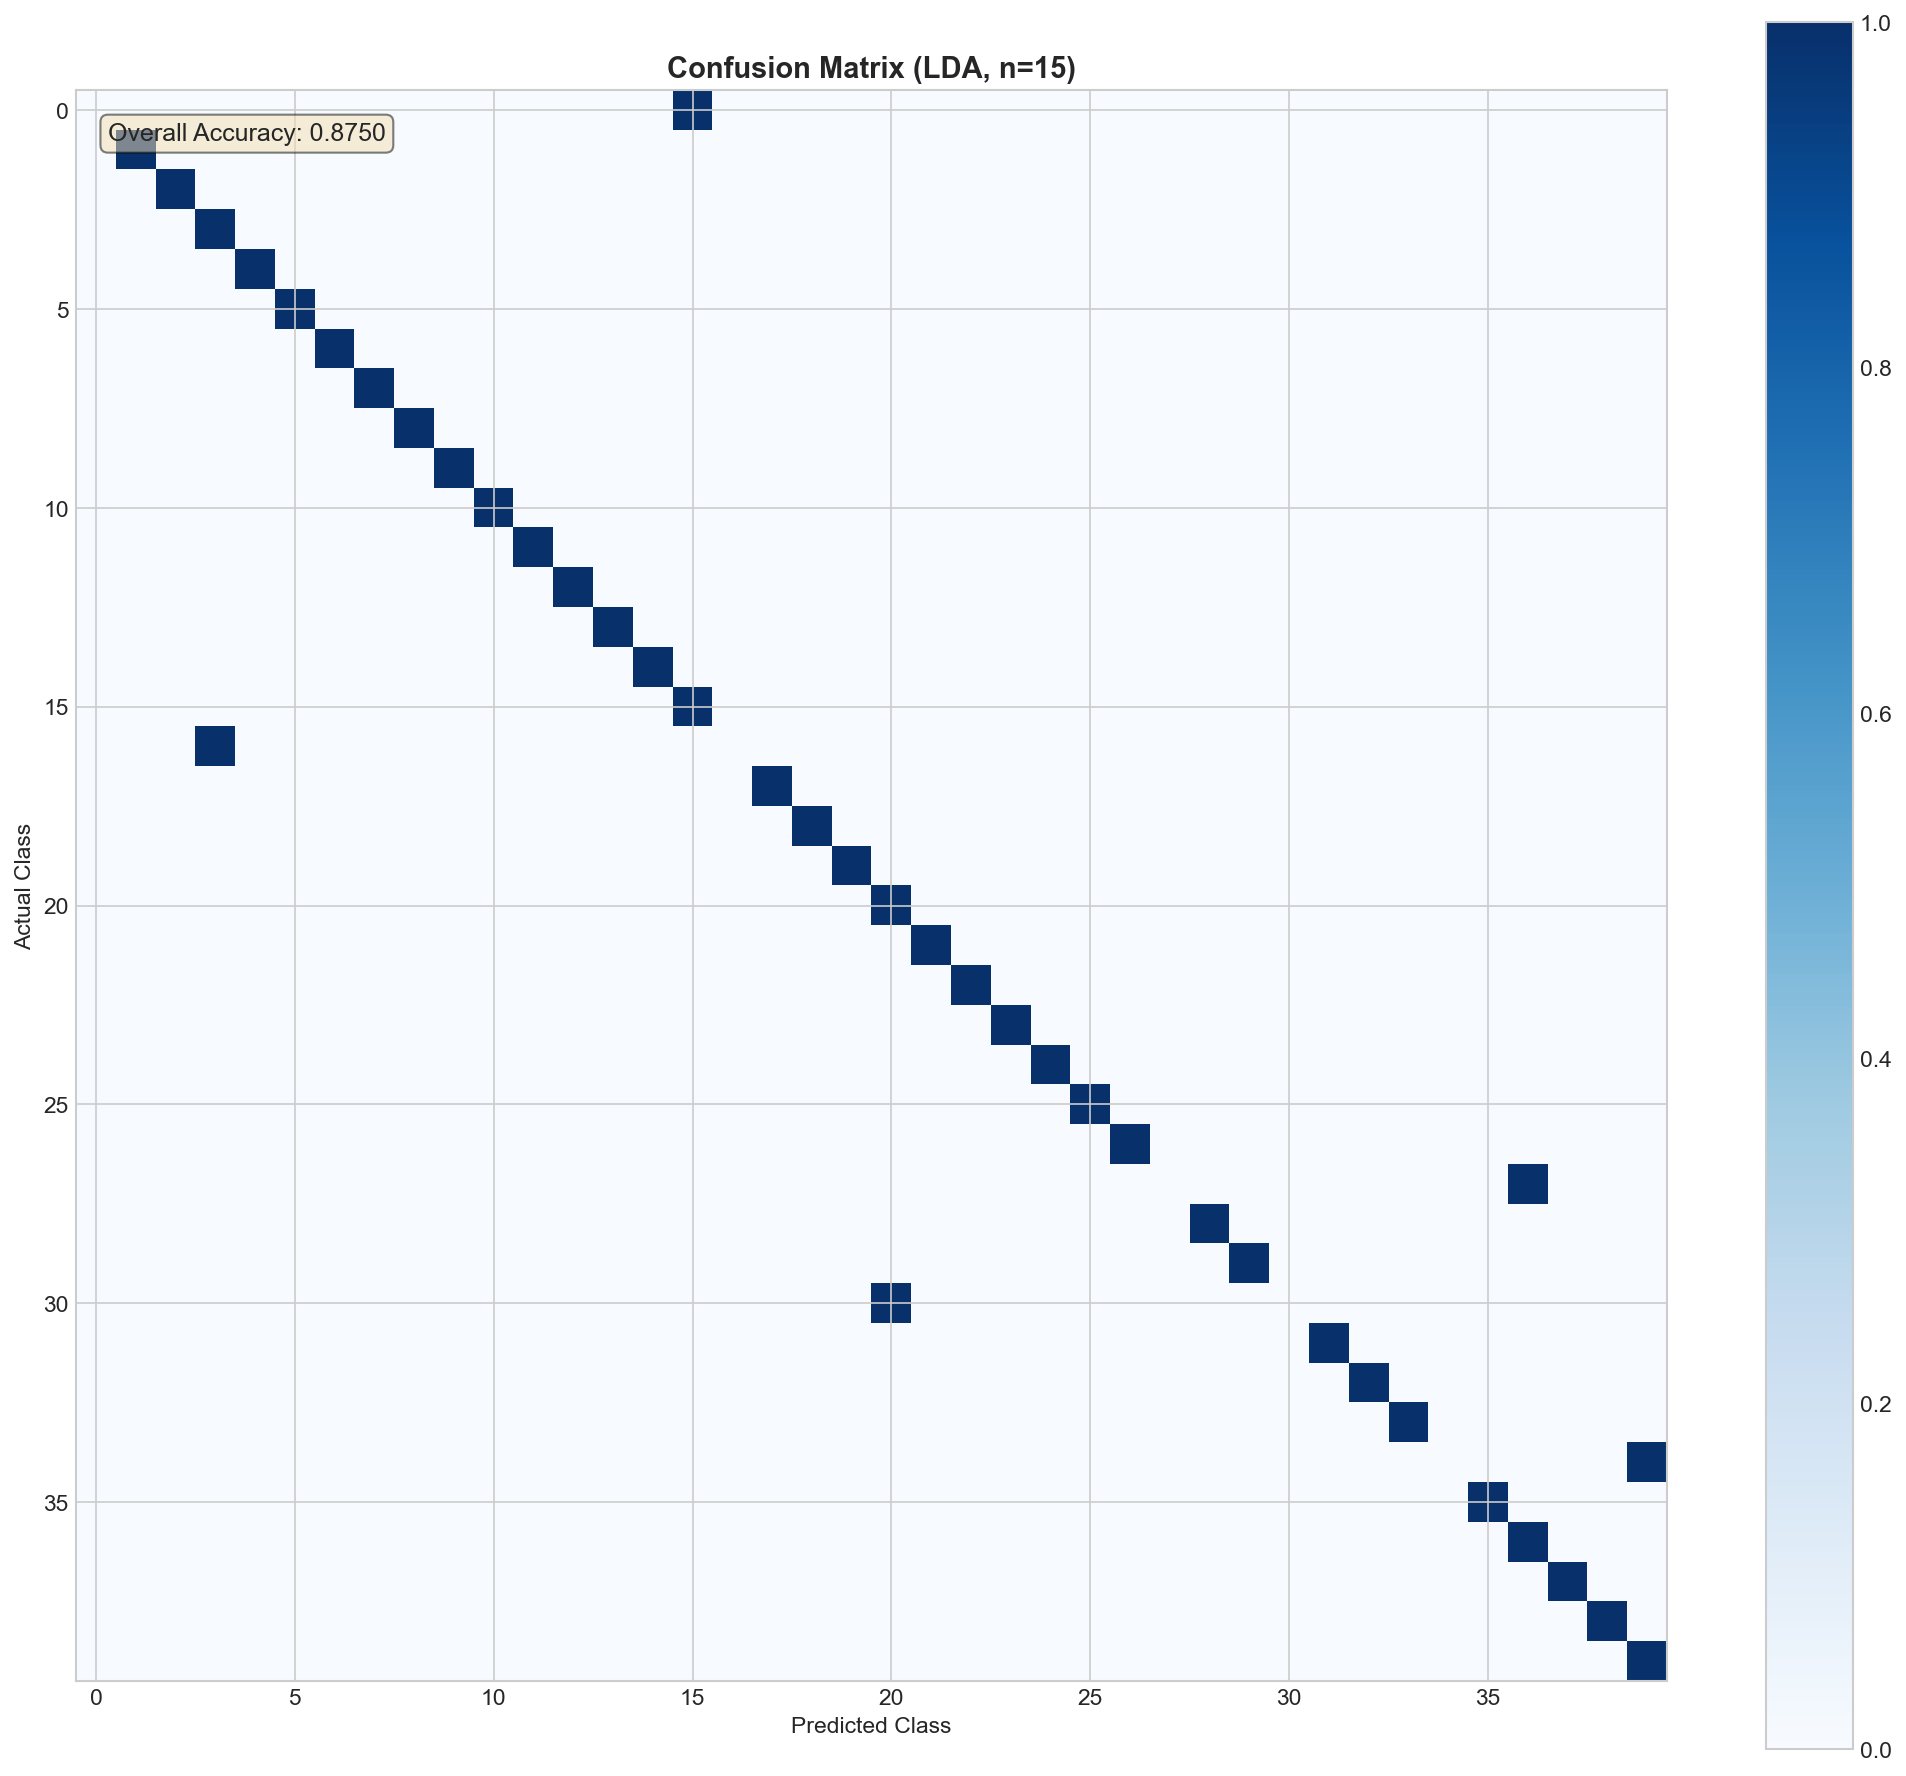 Confusion Matrix (LDA, n=15)
Overall Accuracy: 0.8750
Actual Class
0
5
10
15
20
25
30
35
0 5 10 15 20 25 30 35
Predicted Class
1.0
0.8
0.6
0.4
0.2
0.0